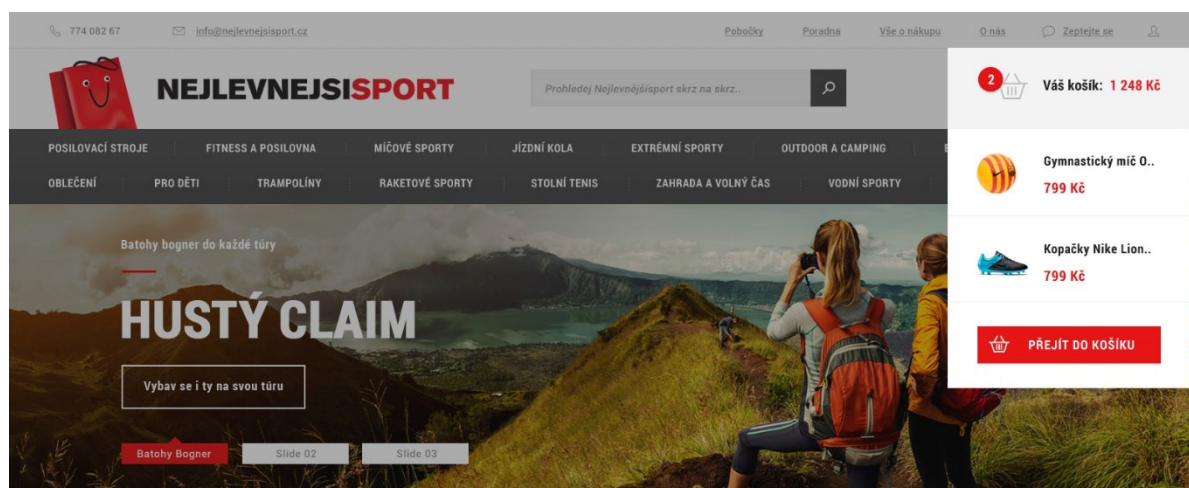 774 082 67
info@nejlevnejsisport.cz
Pobočky
Poradna
Vše o nákupu
O nás
Zeptejte se
NEJLEVNEJSISPORT
Prohledej Nejlevnějšísport skrz na skrz..
2
Váš košík: 1 248 Kč
POSILOVACÍ STROJE
FITNESS A POSILOVNA
MÍČOVÉ SPORTY
JÍZDNÍ KOLA
EXTRÉMNÍ SPORTY
OUTDOOR A CAMPING
OBLEČENÍ
PRO DĚTI
TRAMPOLÍNY
RAKETOVÉ SPORTY
STOLNÍ TENIS
ZAHRADA A VOLNÝ ČAS
VODNÍ SPORTY
Gymnastický míč O..
799 Kč
Kopačky Nike Lion..
799 Kč
PŘEJÍT DO KOŠÍKU
Batohy bogner do každé túry
HUSTÝ CLAIM
Vybav se i ty na svou túru
Batohy Bogner
Slide 02
Slide 03